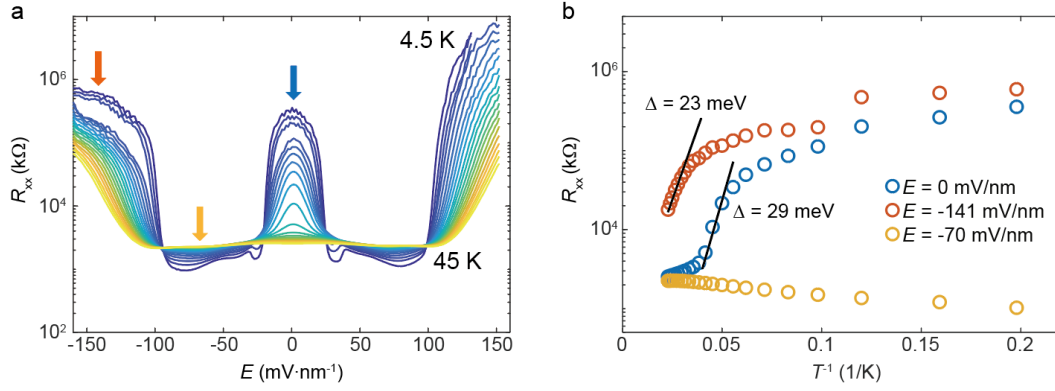 a
R_xx (kΩ)
10^6
10^4
10^2
4.5 K
45 K
-150 -100 -50 0 50 100 150
E (mV·nm^-1)
b
R_xx (kΩ)
10^6
10^4
Δ = 23 meV
Δ = 29 meV
E = 0 mV/nm
E = -141 mV/nm
E = -70 mV/nm
0 0.05 0.1 0.15 0.2
T^-1 (1/K)